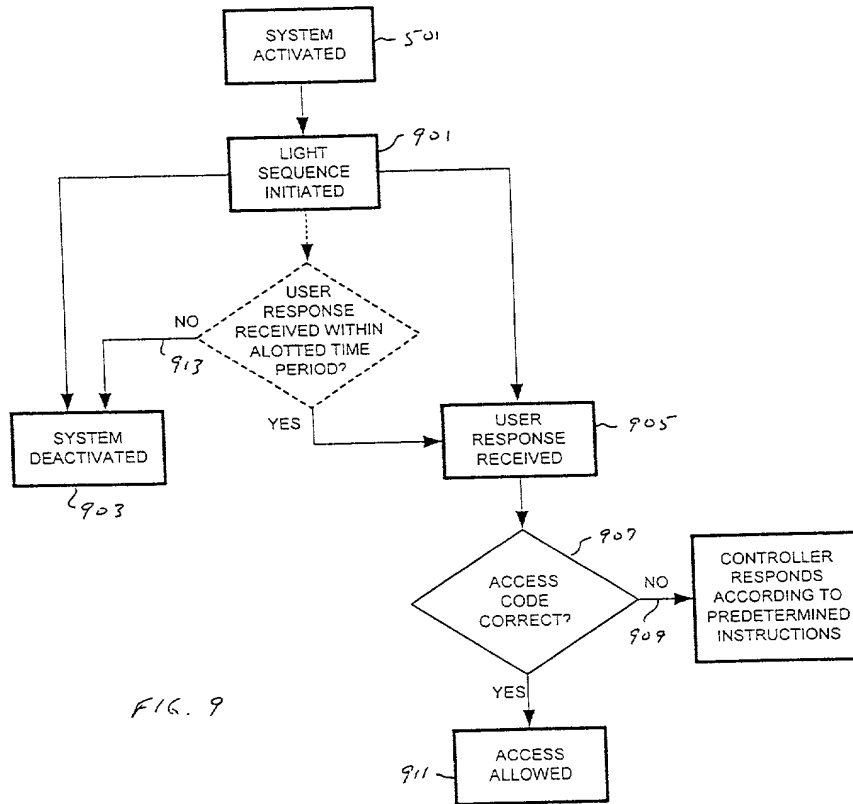 SYSTEM
ACTIVATED
501
LIGHT
SEQUENCE
INITIATED
901
USER
RESPONSE
RECEIVED WITHIN
ALOTTED TIME
PERIOD?
NO
913
YES
SYSTEM
DEACTIVATED
903
USER
RESPONSE
RECEIVED
905
ACCESS
CODE
CORRECT?
907
NO
909
CONTROLLER
RESPONDS
ACCORDING TO
PREDETERMINED
INSTRUCTIONS
YES
ACCESS
ALLOWED
911
FIG. 9